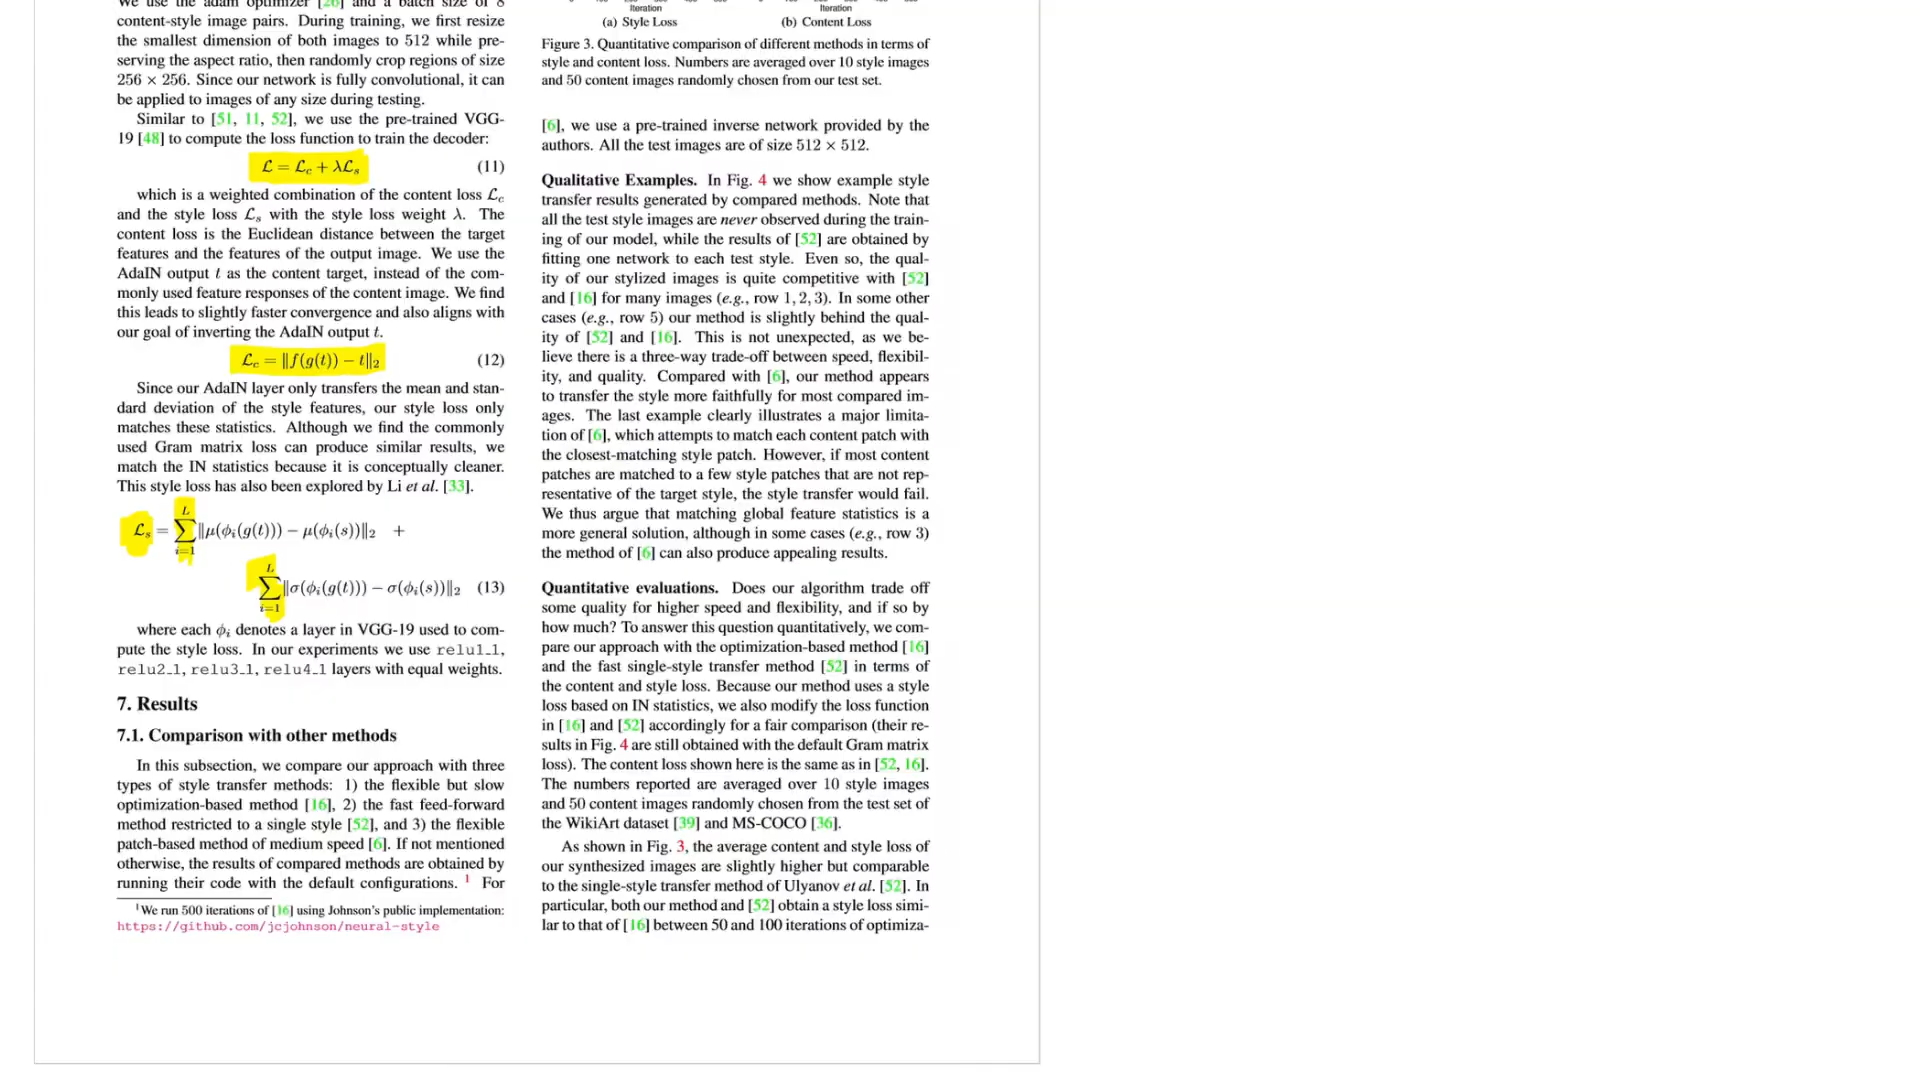 We use the adam optimizer [26] and a batch size of 8
content-style image pairs. During training, we first resize
the smallest dimension of both images to 512 while pre-
serving the aspect ratio, then randomly crop regions of size
256 × 256. Since our network is fully convolutional, it can
be applied to images of any size during testing.
Similar to [51, 11, 52], we use the pre-trained VGG-
19 [48] to compute the loss function to train the decoder:
ℒ = ℒc + λℒs (11)
which is a weighted combination of the content loss ℒc
and the style loss ℒs with the style loss weight λ. The
content loss is the Euclidean distance between the target
features and the features of the output image. We use the
AdaIN output t as the content target, instead of the com-
monly used feature responses of the content image. We find
this leads to slightly faster convergence and also aligns with
our goal of inverting the AdaIN output t.
ℒc = ‖f(g(t)) − t‖2 (12)
Since our AdaIN layer only transfers the mean and stan-
dard deviation of the style features, our style loss only
matches these statistics. Although we find the commonly
used Gram matrix loss can produce similar results, we
match the IN statistics because it is conceptually cleaner.
This style loss has also been explored by Li et al. [33].
ℒs = ∑ i=1 L ‖μ(ϕi(g(t))) − μ(ϕi(s))‖2 +
∑ i=1 L ‖σ(ϕi(g(t))) − σ(ϕi(s))‖2 (13)
where each ϕi denotes a layer in VGG-19 used to com-
pute the style loss. In our experiments we use relu1_1,
relu2_1, relu3_1, relu4_1 layers with equal weights.
7. Results
7.1. Comparison with other methods
In this subsection, we compare our approach with three
types of style transfer methods: 1) the flexible but slow
optimization-based method [16], 2) the fast feed-forward
method restricted to a single style [52], and 3) the flexible
patch-based method of medium speed [6]. If not mentioned
otherwise, the results of compared methods are obtained by
running their code with the default configurations. 1 For
1We run 500 iterations of [16] using Johnson's public implementation:
https://github.com/jcjohnson/neural-style
Iteration Iteration
(a) Style Loss (b) Content Loss
Figure 3. Quantitative comparison of different methods in terms of
style and content loss. Numbers are averaged over 10 style images
and 50 content images randomly chosen from our test set.
[6], we use a pre-trained inverse network provided by the
authors. All the test images are of size 512 × 512.
Qualitative Examples. In Fig. 4 we show example style
transfer results generated by compared methods. Note that
all the test style images are never observed during the train-
ing of our model, while the results of [52] are obtained by
fitting one network to each test style. Even so, the qual-
ity of our stylized images is quite competitive with [52]
and [16] for many images (e.g., row 1, 2, 3). In some other
cases (e.g., row 5) our method is slightly behind the qual-
ity of [52] and [16]. This is not unexpected, as we be-
lieve there is a three-way trade-off between speed, flexibil-
ity, and quality. Compared with [6], our method appears
to transfer the style more faithfully for most compared im-
ages. The last example clearly illustrates a major limita-
tion of [6], which attempts to match each content patch with
the closest-matching style patch. However, if most content
patches are matched to a few style patches that are not rep-
resentative of the target style, the style transfer would fail.
We thus argue that matching global feature statistics is a
more general solution, although in some cases (e.g., row 3)
the method of [6] can also produce appealing results.
Quantitative evaluations. Does our algorithm trade off
some quality for higher speed and flexibility, and if so by
how much? To answer this question quantitatively, we com-
pare our approach with the optimization-based method [16]
and the fast single-style transfer method [52] in terms of
the content and style loss. Because our method uses a style
loss based on IN statistics, we also modify the loss function
in [16] and [52] accordingly for a fair comparison (their re-
sults in Fig. 4 are still obtained with the default Gram matrix
loss). The content loss shown here is the same as in [52, 16].
The numbers reported are averaged over 10 style images
and 50 content images randomly chosen from the test set of
the WikiArt dataset [39] and MS-COCO [36].
As shown in Fig. 3, the average content and style loss of
our synthesized images are slightly higher but comparable
to the single-style transfer method of Ulyanov et al. [52]. In
particular, both our method and [52] obtain a style loss simi-
lar to that of [16] between 50 and 100 iterations of optimiza-